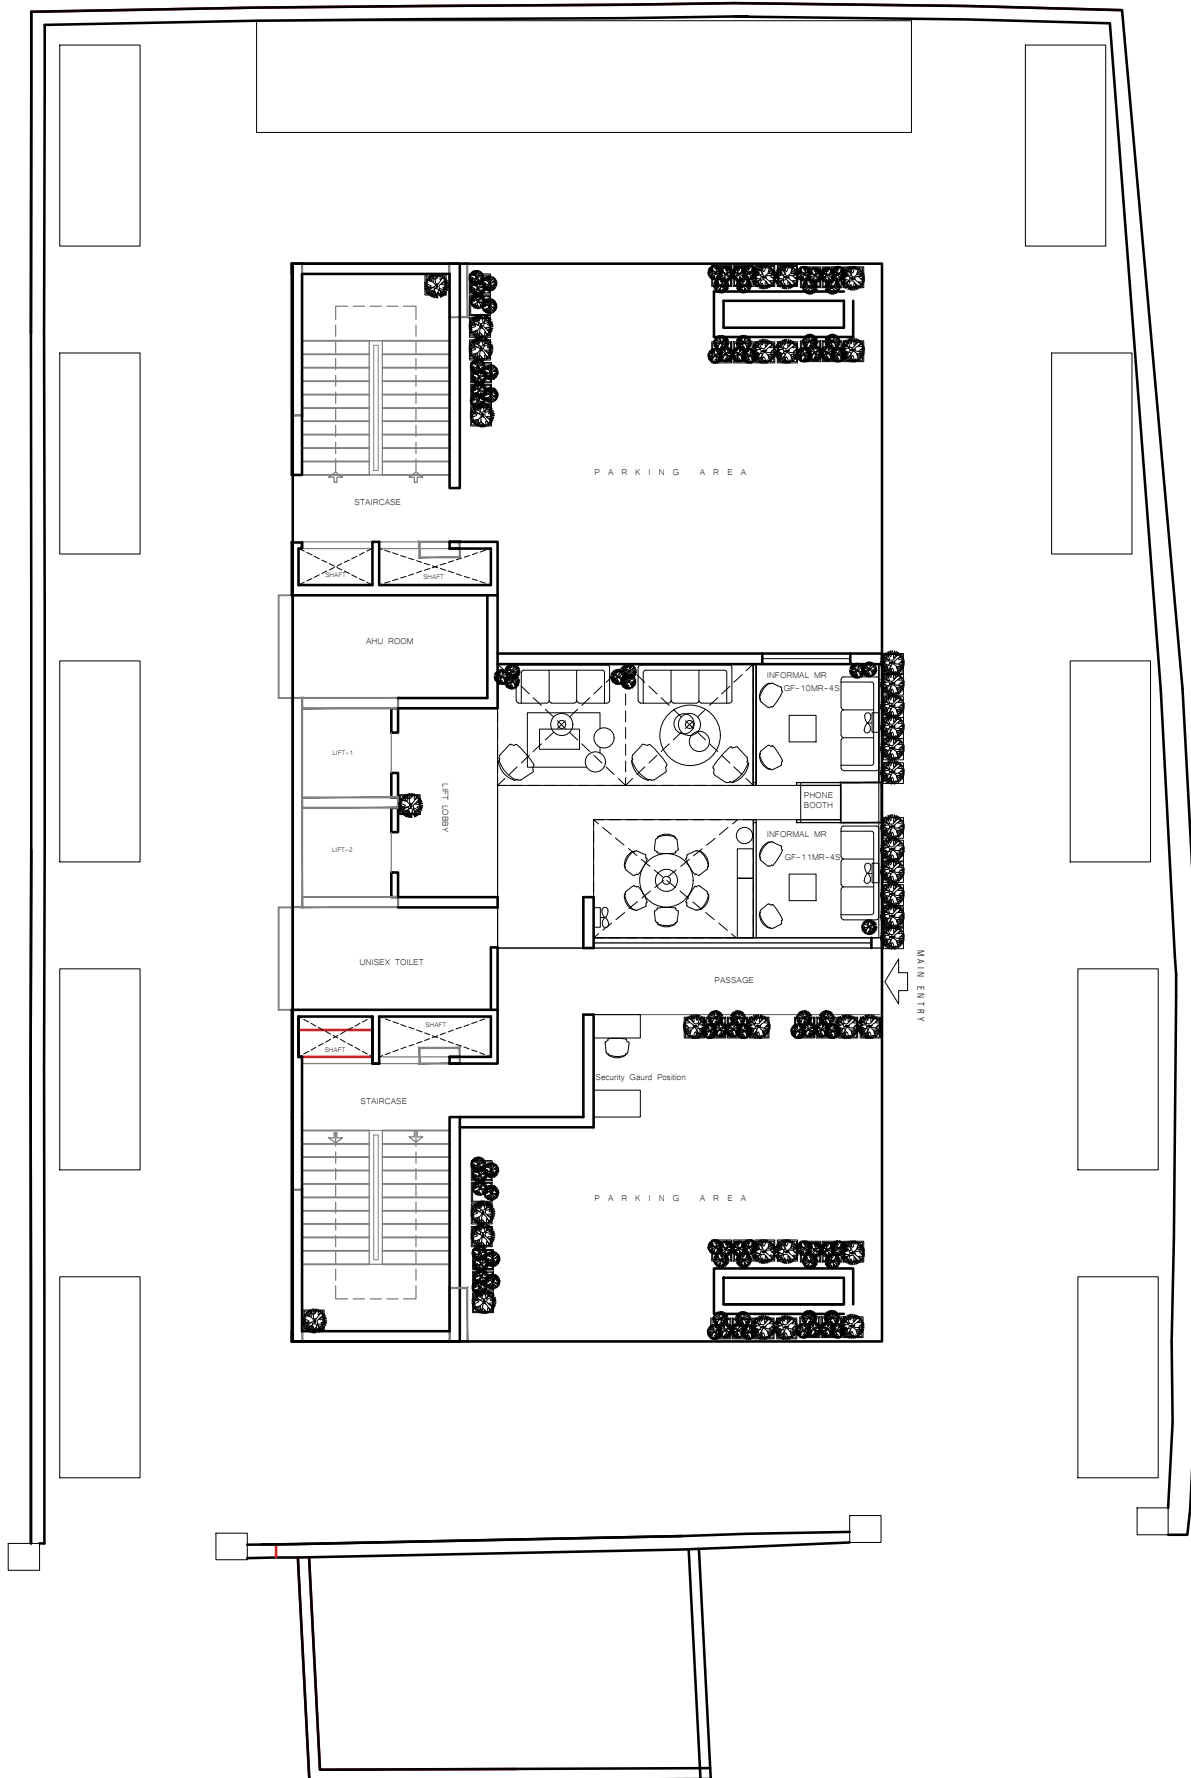 PARKING AREA
STAIRCASE
SHAFT
SHAFT
AHU ROOM
INFORMAL MR
GF-10MR-4S
LIFT-1
LIFT LOBBY
PHONE
BOOTH
INFORMAL MR
GF-11MR-4S
LIFT-2
UNISEX TOILET
PASSAGE
MAIN ENTRY
SHAFT
SHAFT
Security Gaurd Position
STAIRCASE
PARKING AREA